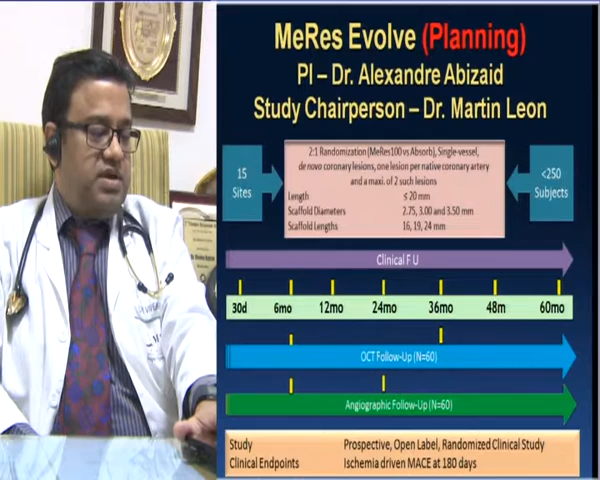 MeRes Evolve (Planning)
PI – Dr. Alexandre Abizaid
Study Chairperson – Dr. Martin Leon
15
Sites
2:1 Randomization (MeRes100 vs Absorb), Single-vessel,
de novo coronary lesions, one lesion per native coronary artery
and a maxi. of 2 such lesions
Length ≤ 20 mm
Scaffold Diameters 2.75, 3.00 and 3.50 mm
Scaffold Lengths 16, 19, 24 mm
<250
Subjects
Clinical F U
30d 6mo 12mo 24mo 36mo 48m 60mo
OCT Follow-Up (N=60)
Angiographic Follow-Up (N=60)
Study Prospective, Open Label, Randomized Clinical Study
Clinical Endpoints Ischemia driven MACE at 180 days